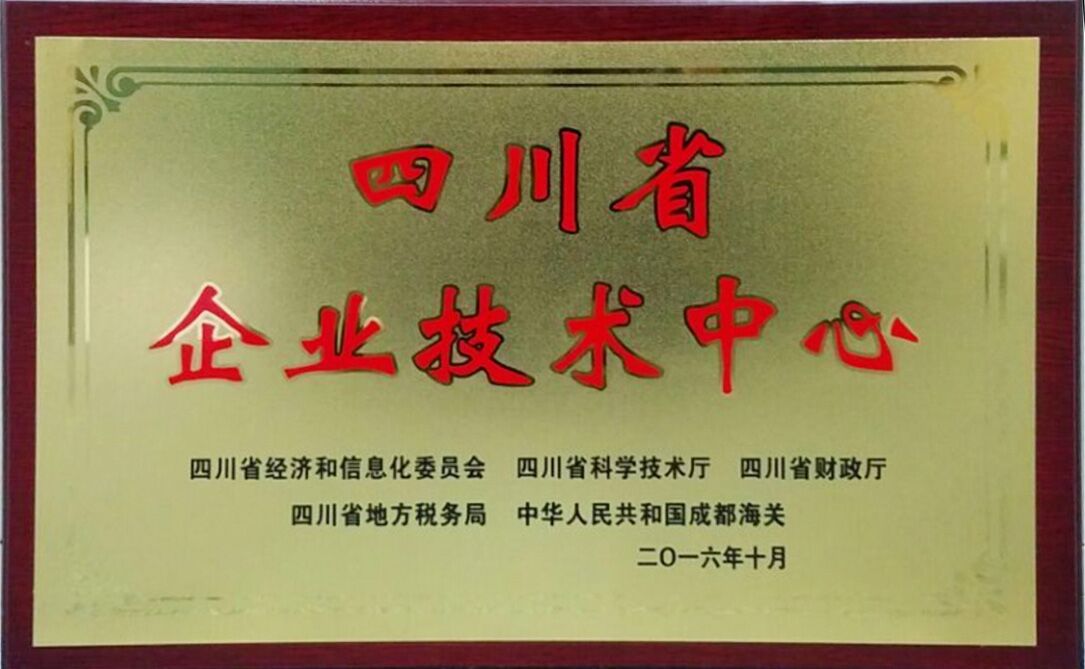 四川省
企业技术中心
四川省经济和信息化委员会 四川省科学技术厅 四川省财政厅
四川省地方税务局 中华人民共和国成都海关
二〇一六年十月